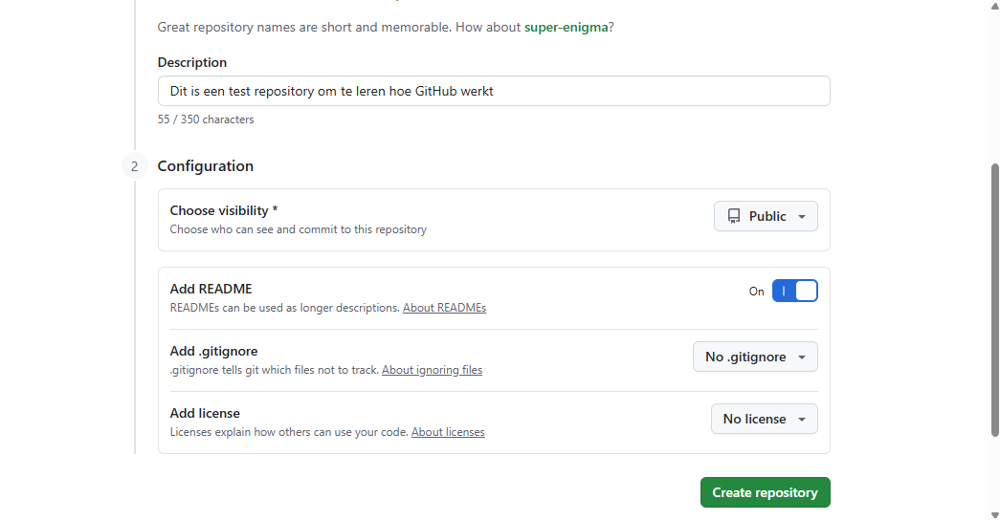 Great repository names are short and memorable. How about super-enigma?
Description
Dit is een test repository om te leren hoe GitHub werkt
55 / 350 characters
2 Configuration
Choose visibility *
Choose who can see and commit to this repository
Public
Add README
READMEs can be used as longer descriptions. About READMEs
On
Add .gitignore
.gitignore tells git which files not to track. About ignoring files
No .gitignore
Add license
Licenses explain how others can use your code. About licenses
No license
Create repository